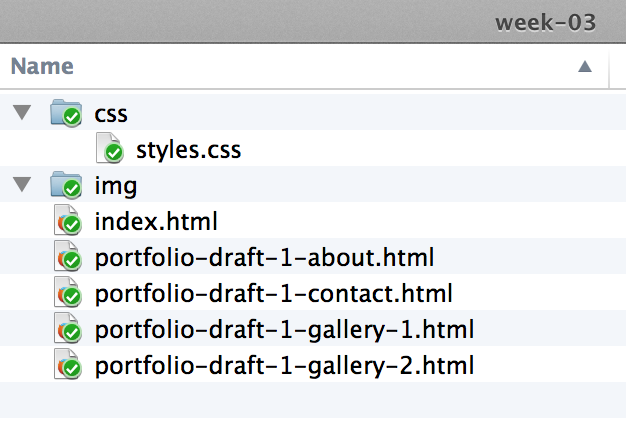 week-03
Name
css
styles.css
img
index.html
portfolio-draft-1-about.html
portfolio-draft-1-contact.html
portfolio-draft-1-gallery-1.html
portfolio-draft-1-gallery-2.html